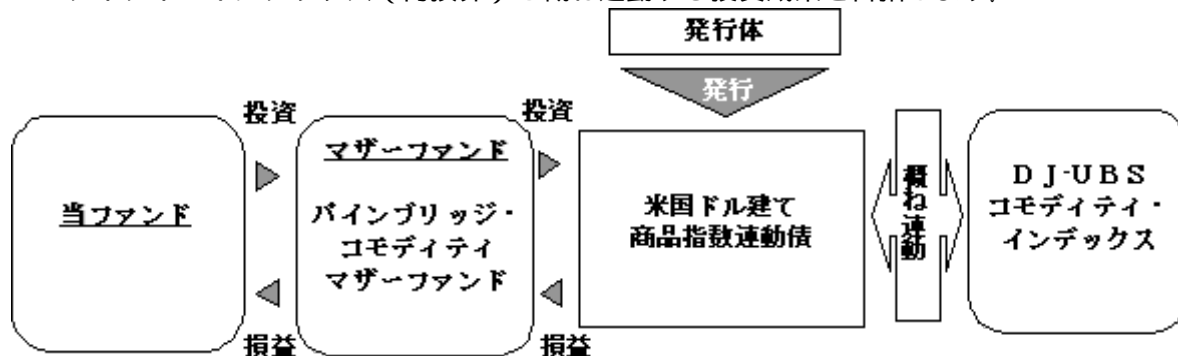 発行体
発行
投資
投資
当ファンド
マザーファンド
パインブリッジ・
コモディティ
マザーファンド
米国ドル建て
商品指数連動債
概ね連動
ＤＪ-ＵＢＳ
コモディティ・
インデックス
損益
損益